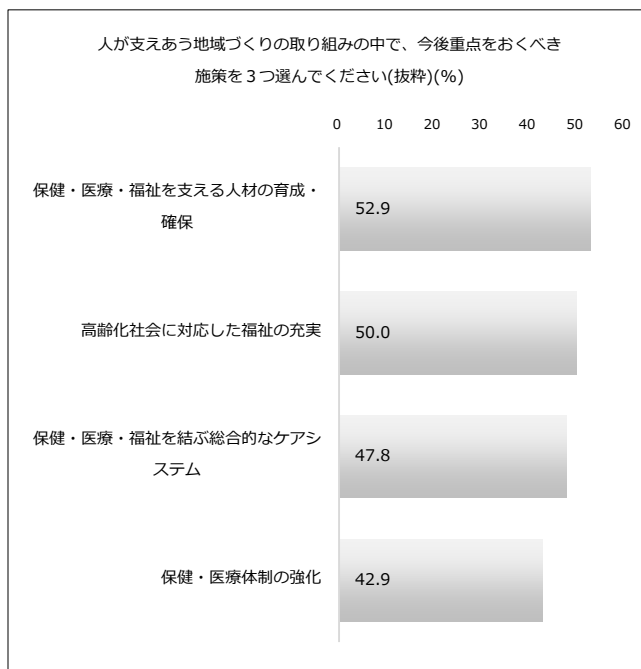 人が支えあう地域づくりの取り組みの中で、今後重点をおくべき
施策を３つ選んでください(抜粋)(%)
0 10 20 30 40 50 60
保健・医療・福祉を支える人材の育成・
確保
52.9
高齢化社会に対応した福祉の充実
50.0
保健・医療・福祉を結ぶ総合的なケアシ
ステム
47.8
保健・医療体制の強化
42.9